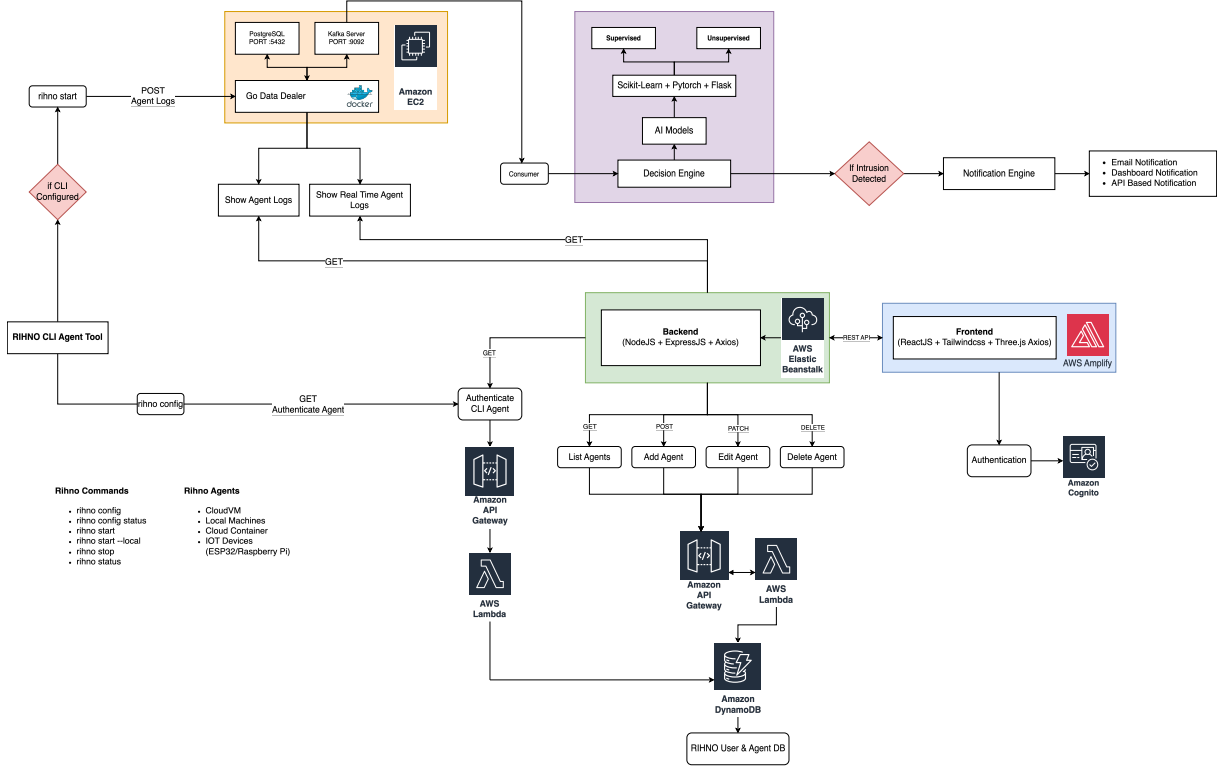 PostgreSQL
PORT :5432
Kafka Server
PORT :9092
Amazon
EC2
Go Data Dealer
docker
rihno start
POST
Agent Logs
if CLI
Configured
Show Agent Logs
Show Real Time Agent
Logs
Supervised
Unsupervised
Scikit-Learn + Pytorch + Flask
AI Models
Decision Engine
Consumer
If Intrusion
Detected
Notification Engine
• Email Notification
• Dashboard Notification
• API Based Notification
GET
GET
RIHNO CLI Agent Tool
Backend
(NodeJS + ExpressJS + Axios)
AWS
Elastic
Beanstalk
REST API
Frontend
(ReactJS + Tailwindcss + Three.js Axios)
AWS Amplify
GET
rihno config
GET
Authenticate Agent
Authenticate
CLI Agent
GET
POST
PATCH
DELETE
List Agents
Add Agent
Edit Agent
Delete Agent
Authentication
Amazon
Cognito
Amazon
API
Gateway
Rihno Commands
• rihno config
• rihno config status
• rihno start
• rihno start --local
• rihno stop
• rihno status
Rihno Agents
• CloudVM
• Local Machines
• Cloud Container
• IOT Devices
(ESP32/Raspberry Pi)
AWS
Lambda
Amazon
API
Gateway
AWS
Lambda
Amazon
DynamoDB
RIHNO User & Agent DB